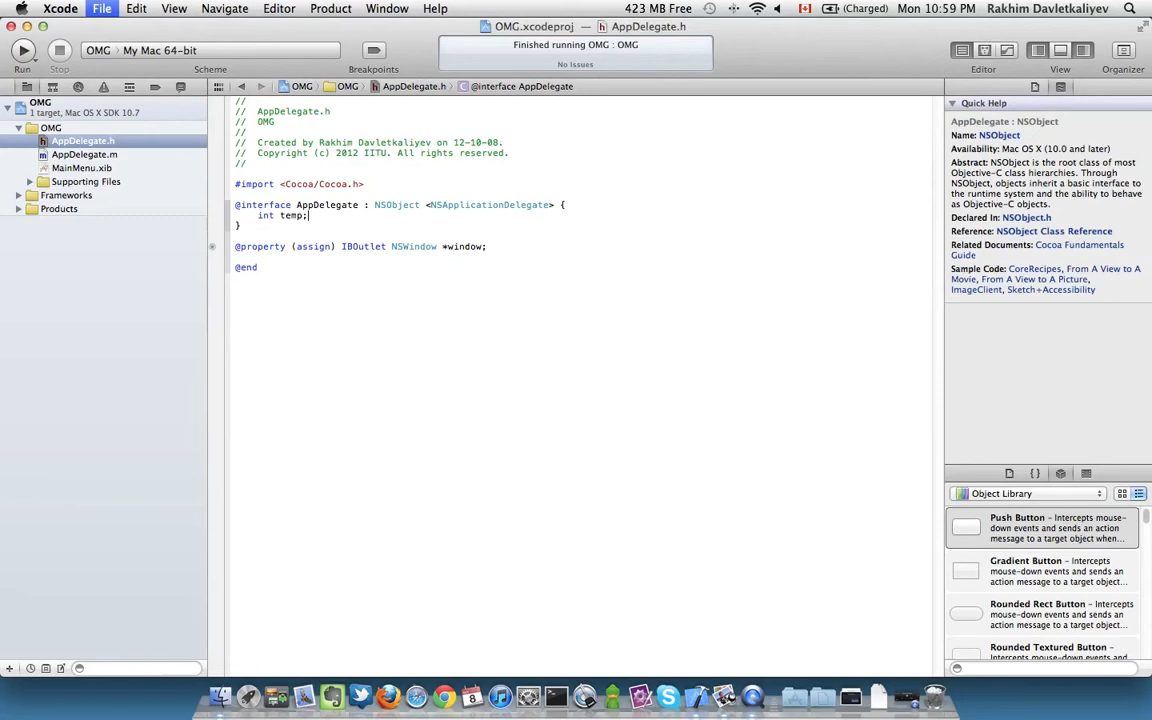 Xcode File Edit View Navigate Editor Product Window Help 423 MB Free (Charged) Mon 10:59 PM Rakhim Davletkaliyev
OMG.xcodeproj — AppDelegate.h
OMG My Mac 64-bit
Finished running OMG : OMG
No Issues
Run Stop Scheme Breakpoints Editor View Organizer
OMG
1 target, Mac OS X SDK 10.7
OMG
AppDelegate.h
AppDelegate.m
MainMenu.xib
Supporting Files
Frameworks
Products
OMG OMG AppDelegate.h @interface AppDelegate
//
// AppDelegate.h
// OMG
//
// Created by Rakhim Davletkaliyev on 12-10-08.
// Copyright (c) 2012 IITU. All rights reserved.
//
#import <Cocoa/Cocoa.h>
@interface AppDelegate : NSObject <NSApplicationDelegate> {
int temp;
}
@property (assign) IBOutlet NSWindow *window;
@end
Quick Help
AppDelegate : NSObject
Name: NSObject
Availability: Mac OS X (10.0 and later)
Abstract: NSObject is the root class of most
Objective-C class hierarchies. Through
NSObject, objects inherit a basic interface to
the runtime system and the ability to behave
as Objective-C objects.
Declared In: NSObject.h
Reference: NSObject Class Reference
Related Documents: Cocoa Fundamentals
Guide
Sample Code: CoreRecipes, From A View to A
Movie, From A View to A Picture,
ImageClient, Sketch+Accessibility
Object Library
Push Button - Intercepts mouse-
down events and sends an action
message to a target object when...
Gradient Button - Intercepts
mouse-down events and sends an
action message to a target object...
Rounded Rect Button - Intercepts
mouse-down events and sends an
action message to a target object...
Rounded Textured Button -
Intercepts mouse-down events and